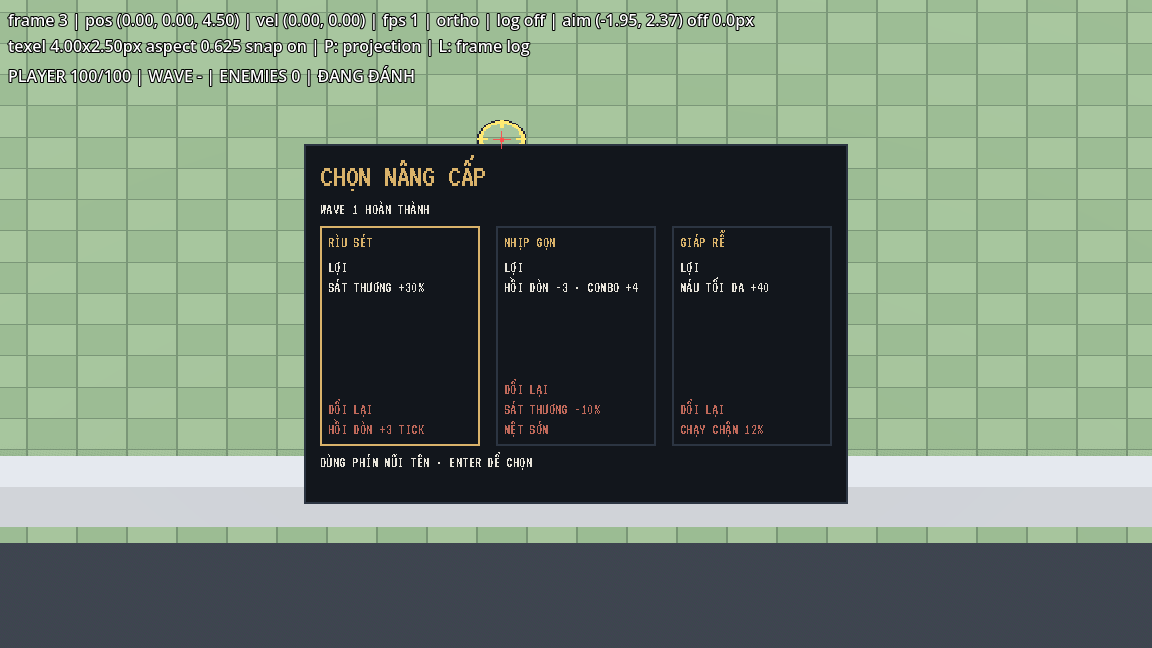 frame 3 | pos (0.00, 0.00, 4.50) | vel (0.00, 0.00) | fps 1 | ortho | log off | aim (-1.95, 2.37) off 0.0px
texel 4.00x2.50px aspect 0.625 snap on | P: projection | L: frame log
PLAYER 100/100 | WAVE - | ENEMIES 0 | ĐANG ĐÁNH
CHỌN NÂNG CẤP
WAVE 1 HOÀN THÀNH
RÌU SÉT
LỢI
SÁT THƯƠNG +30%
ĐỔI LẠI
HỒI ĐÒN +3 TICK
NHỊP GỌN
LỢI
HỒI ĐÒN -3 · COMBO +4
ĐỔI LẠI
SÁT THƯƠNG -10%
MỆT SỚM
GIÁP RỄ
LỢI
MÁU TỐI ĐA +40
ĐỔI LẠI
CHẠY CHẬM 12%
DÙNG PHÍM MŨI TÊN · ENTER ĐỂ CHỌN